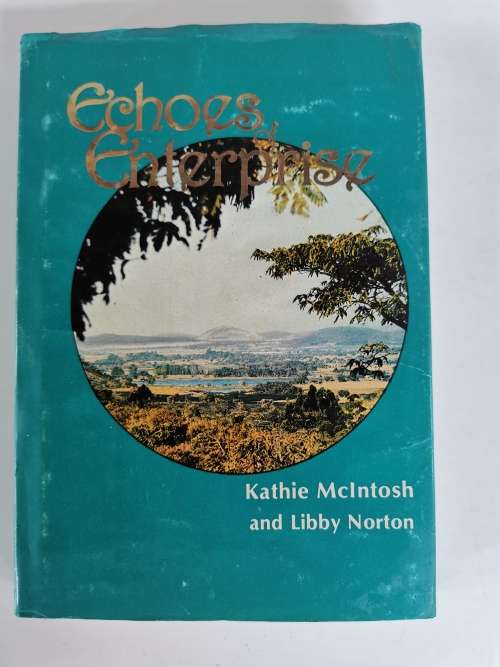 Echoes of
Enterprise
Kathie McIntosh
and Libby Norton